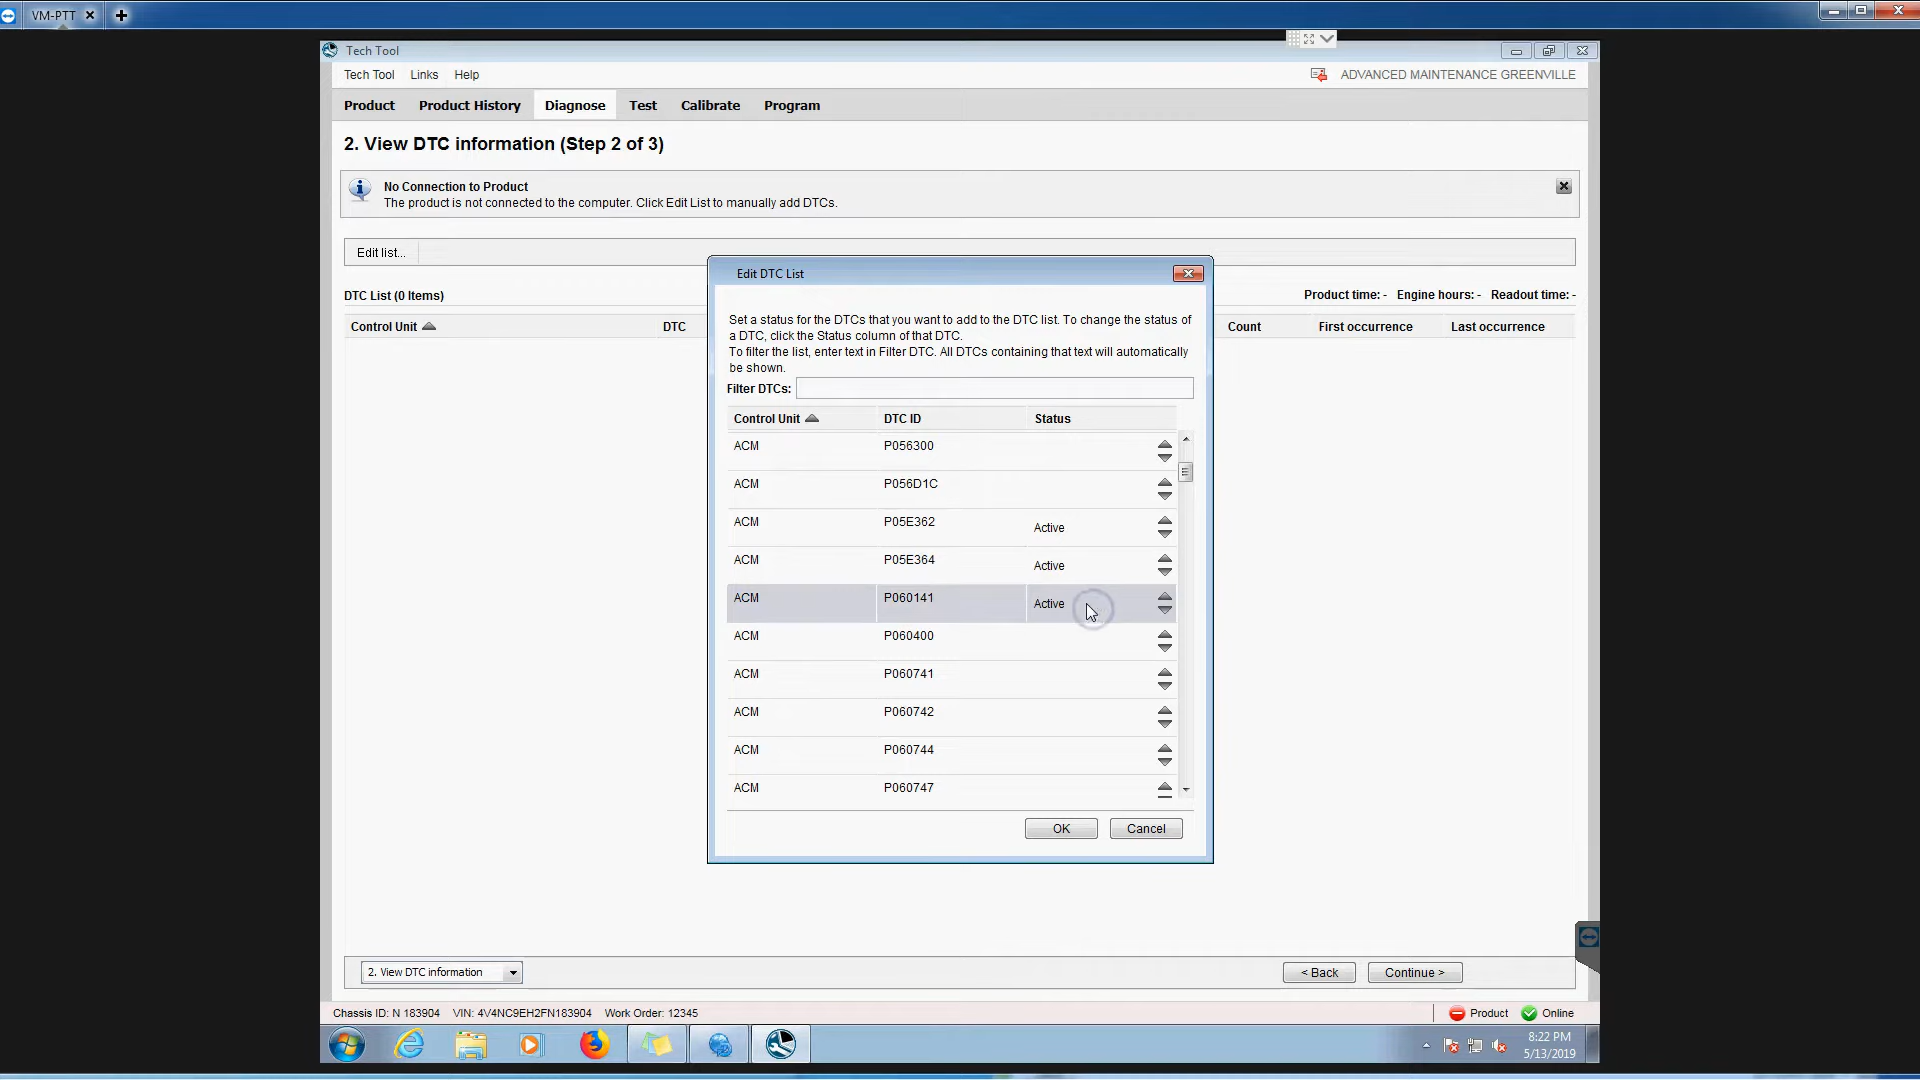 VM-PTT
Tech Tool
Tech Tool Links Help
ADVANCED MAINTENANCE GREENVILLE
Product Product History Diagnose Test Calibrate Program
2. View DTC information (Step 2 of 3)
No Connection to Product
The product is not connected to the computer. Click Edit List to manually add DTCs.
Edit list...
DTC List (0 Items)
Product time: - Engine hours: - Readout time: -
Control Unit DTC Count First occurrence Last occurrence
Edit DTC List
Set a status for the DTCs that you want to add to the DTC list. To change the status of
a DTC, click the Status column of that DTC.
To filter the list, enter text in Filter DTC. All DTCs containing that text will automatically
be shown.
Filter DTCs:
Control Unit DTC ID Status
ACM P056300
ACM P056D1C
ACM P05E362 Active
ACM P05E364 Active
ACM P060141 Active
ACM P060400
ACM P060741
ACM P060742
ACM P060744
ACM P060747
OK Cancel
2. View DTC information
< Back Continue >
Chassis ID: N 183904 VIN: 4V4NC9EH2FN183904 Work Order: 12345
Product Online
8:22 PM
5/13/2019